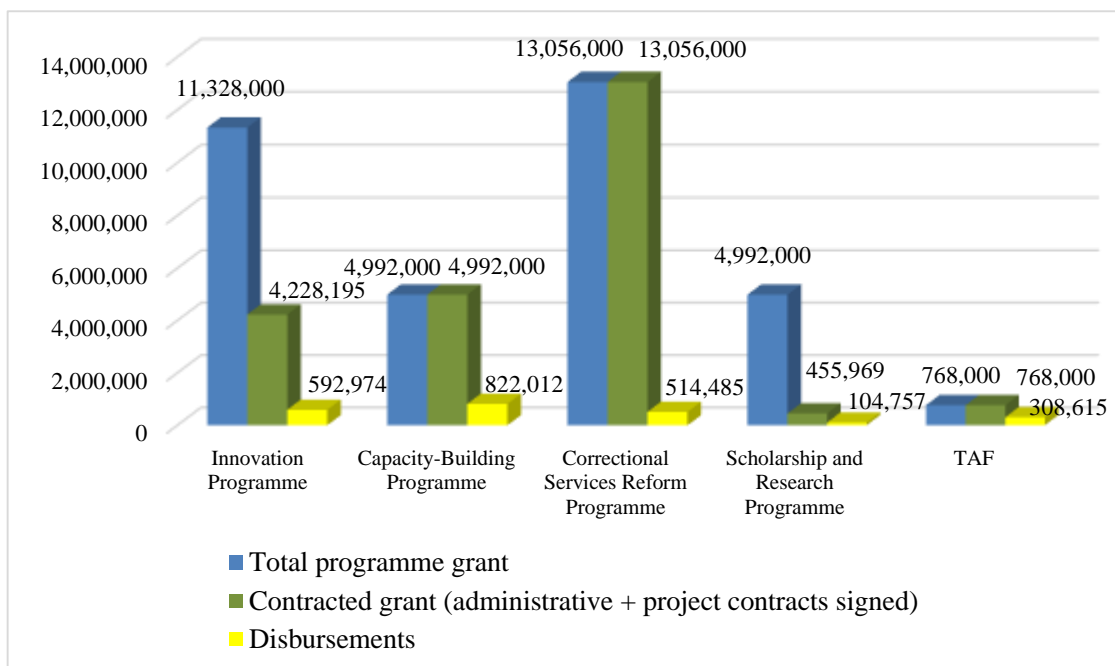 14,000,000
12,000,000
10,000,000
8,000,000
6,000,000
4,000,000
2,000,000
0
11,328,000
4,228,195
592,974
4,992,000
4,992,000
822,012
13,056,000
13,056,000
514,485
4,992,000
455,969
104,757
768,000
768,000
308,615
Innovation
Programme
Capacity-Building
Programme
Correctional
Services Reform
Programme
Scholarship and
Research
Programme
TAF
Total programme grant
Contracted grant (administrative + project contracts signed)
Disbursements